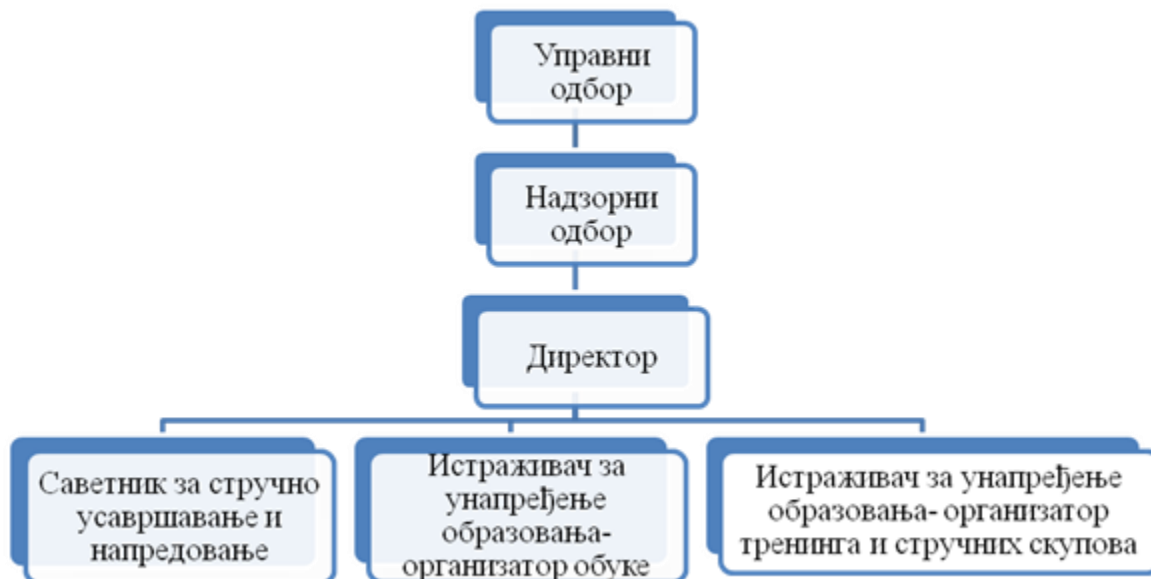 Управни
одбор
Надзорни
одбор
Директор
Саветник за стручно
усавршавање и
напредовање
Истраживач за
унапређење
образовања-
организатор обуке
Истраживач за унапређење
образовања- организатор
тренинга и стручних скупова